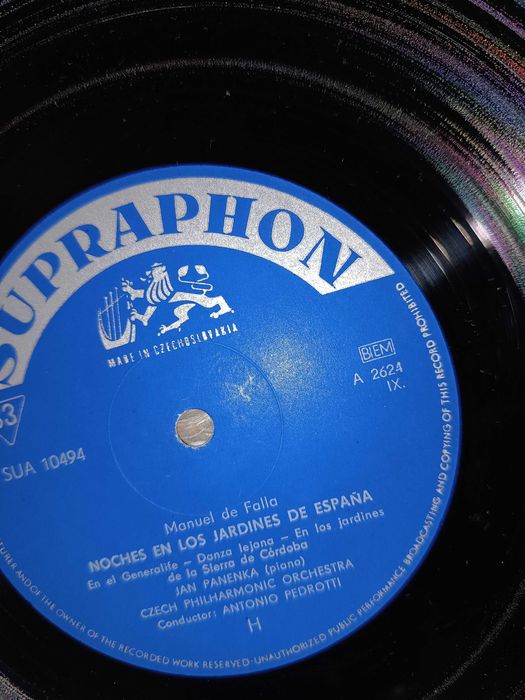 SUPRAPHON
MADE IN CZECHOSLOVAKIA
BIEM
A 2624
IX.
33
SUA 10494
Manuel de Falla
NOCHES EN LOS JARDINES DE ESPAÑA
En el Generalife – Danza lejana – En los jardines
de la Sierra de Córdoba
JAN PANENKA (piano)
CZECH PHILHARMONIC ORCHESTRA
Conductor: ANTONIO PEDROTTI
H
AND OF THE OWNER OF THE RECORDED WORK RESERVED · UNAUTHORIZED PUBLIC PERFORMANCE BROADCASTING AND COPYING OF THIS RECORD PROHIBITED